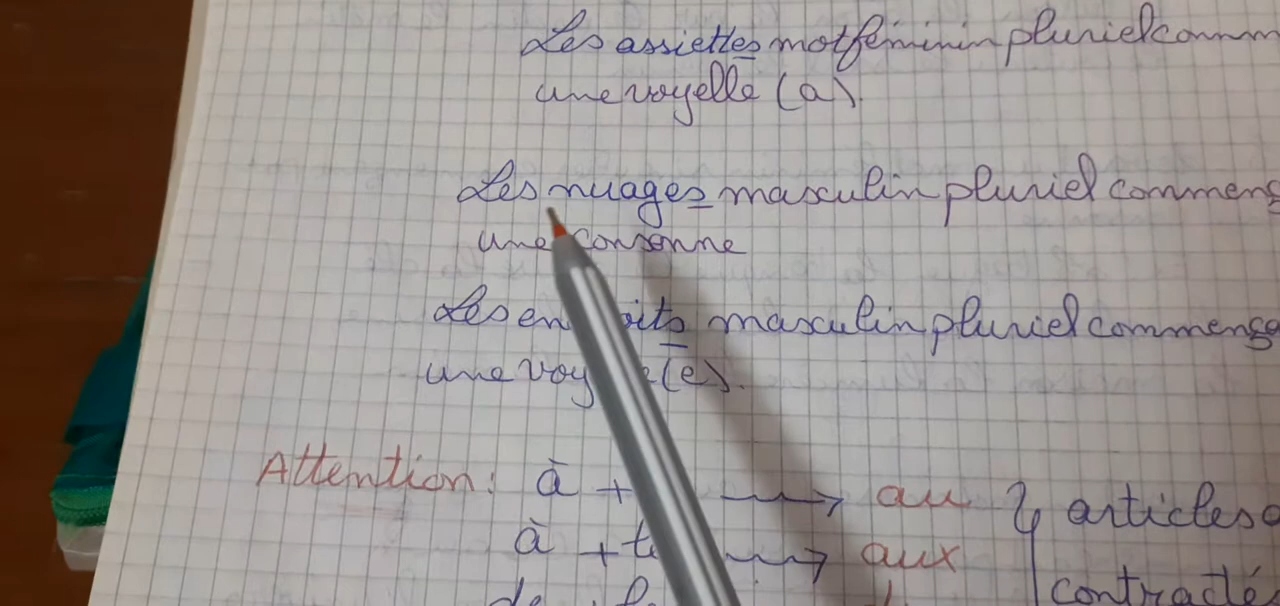 Les assiettes mot féminin pluriel comm
une voyelle (a).
Les nuages masculin pluriel commenç
une consonne
Les en oits masculin pluriel commenç
une voy e (e).
Attention: à + → au articles
à + → aux
contracté